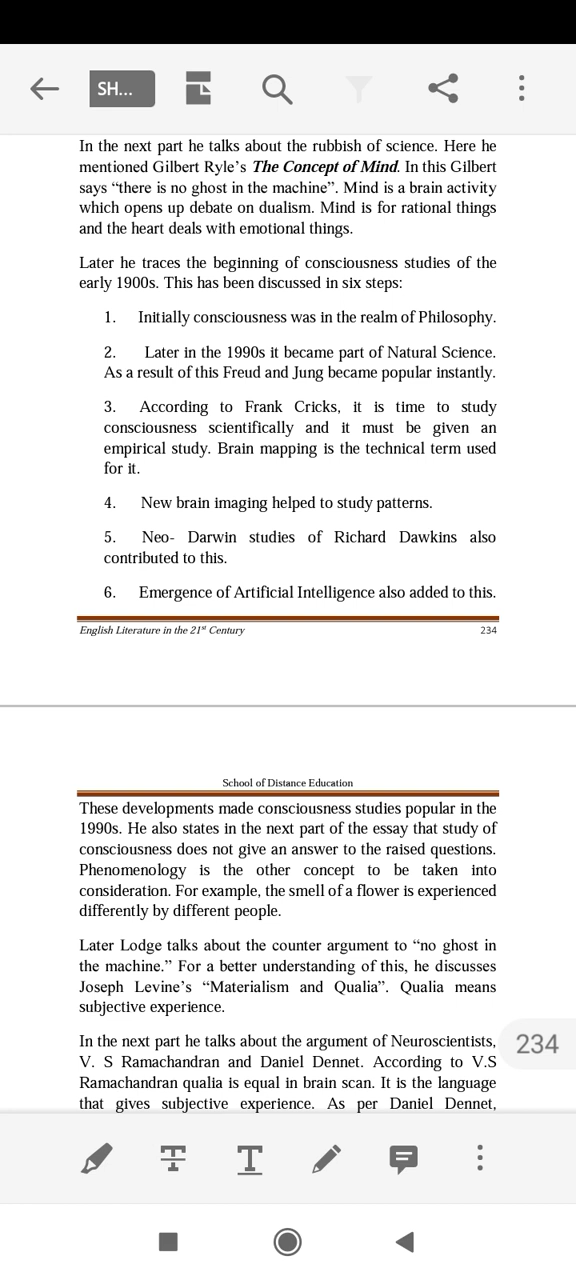 SH...
In the next part he talks about the rubbish of science. Here he
mentioned Gilbert Ryle's The Concept of Mind. In this Gilbert
says “there is no ghost in the machine”. Mind is a brain activity
which opens up debate on dualism. Mind is for rational things
and the heart deals with emotional things.
Later he traces the beginning of consciousness studies of the
early 1900s. This has been discussed in six steps:
1. Initially consciousness was in the realm of Philosophy.
2. Later in the 1990s it became part of Natural Science.
As a result of this Freud and Jung became popular instantly.
3. According to Frank Cricks, it is time to study
consciousness scientifically and it must be given an
empirical study. Brain mapping is the technical term used
for it.
4. New brain imaging helped to study patterns.
5. Neo- Darwin studies of Richard Dawkins also
contributed to this.
6. Emergence of Artificial Intelligence also added to this.
English Literature in the 21st Century 234
School of Distance Education
These developments made consciousness studies popular in the
1990s. He also states in the next part of the essay that study of
consciousness does not give an answer to the raised questions.
Phenomenology is the other concept to be taken into
consideration. For example, the smell of a flower is experienced
differently by different people.
Later Lodge talks about the counter argument to “no ghost in
the machine.” For a better understanding of this, he discusses
Joseph Levine's “Materialism and Qualia”. Qualia means
subjective experience.
In the next part he talks about the argument of Neuroscientists,
V. S Ramachandran and Daniel Dennet. According to V.S
234
Ramachandran qualia is equal in brain scan. It is the language
that gives subjective experience. As per Daniel Dennet,